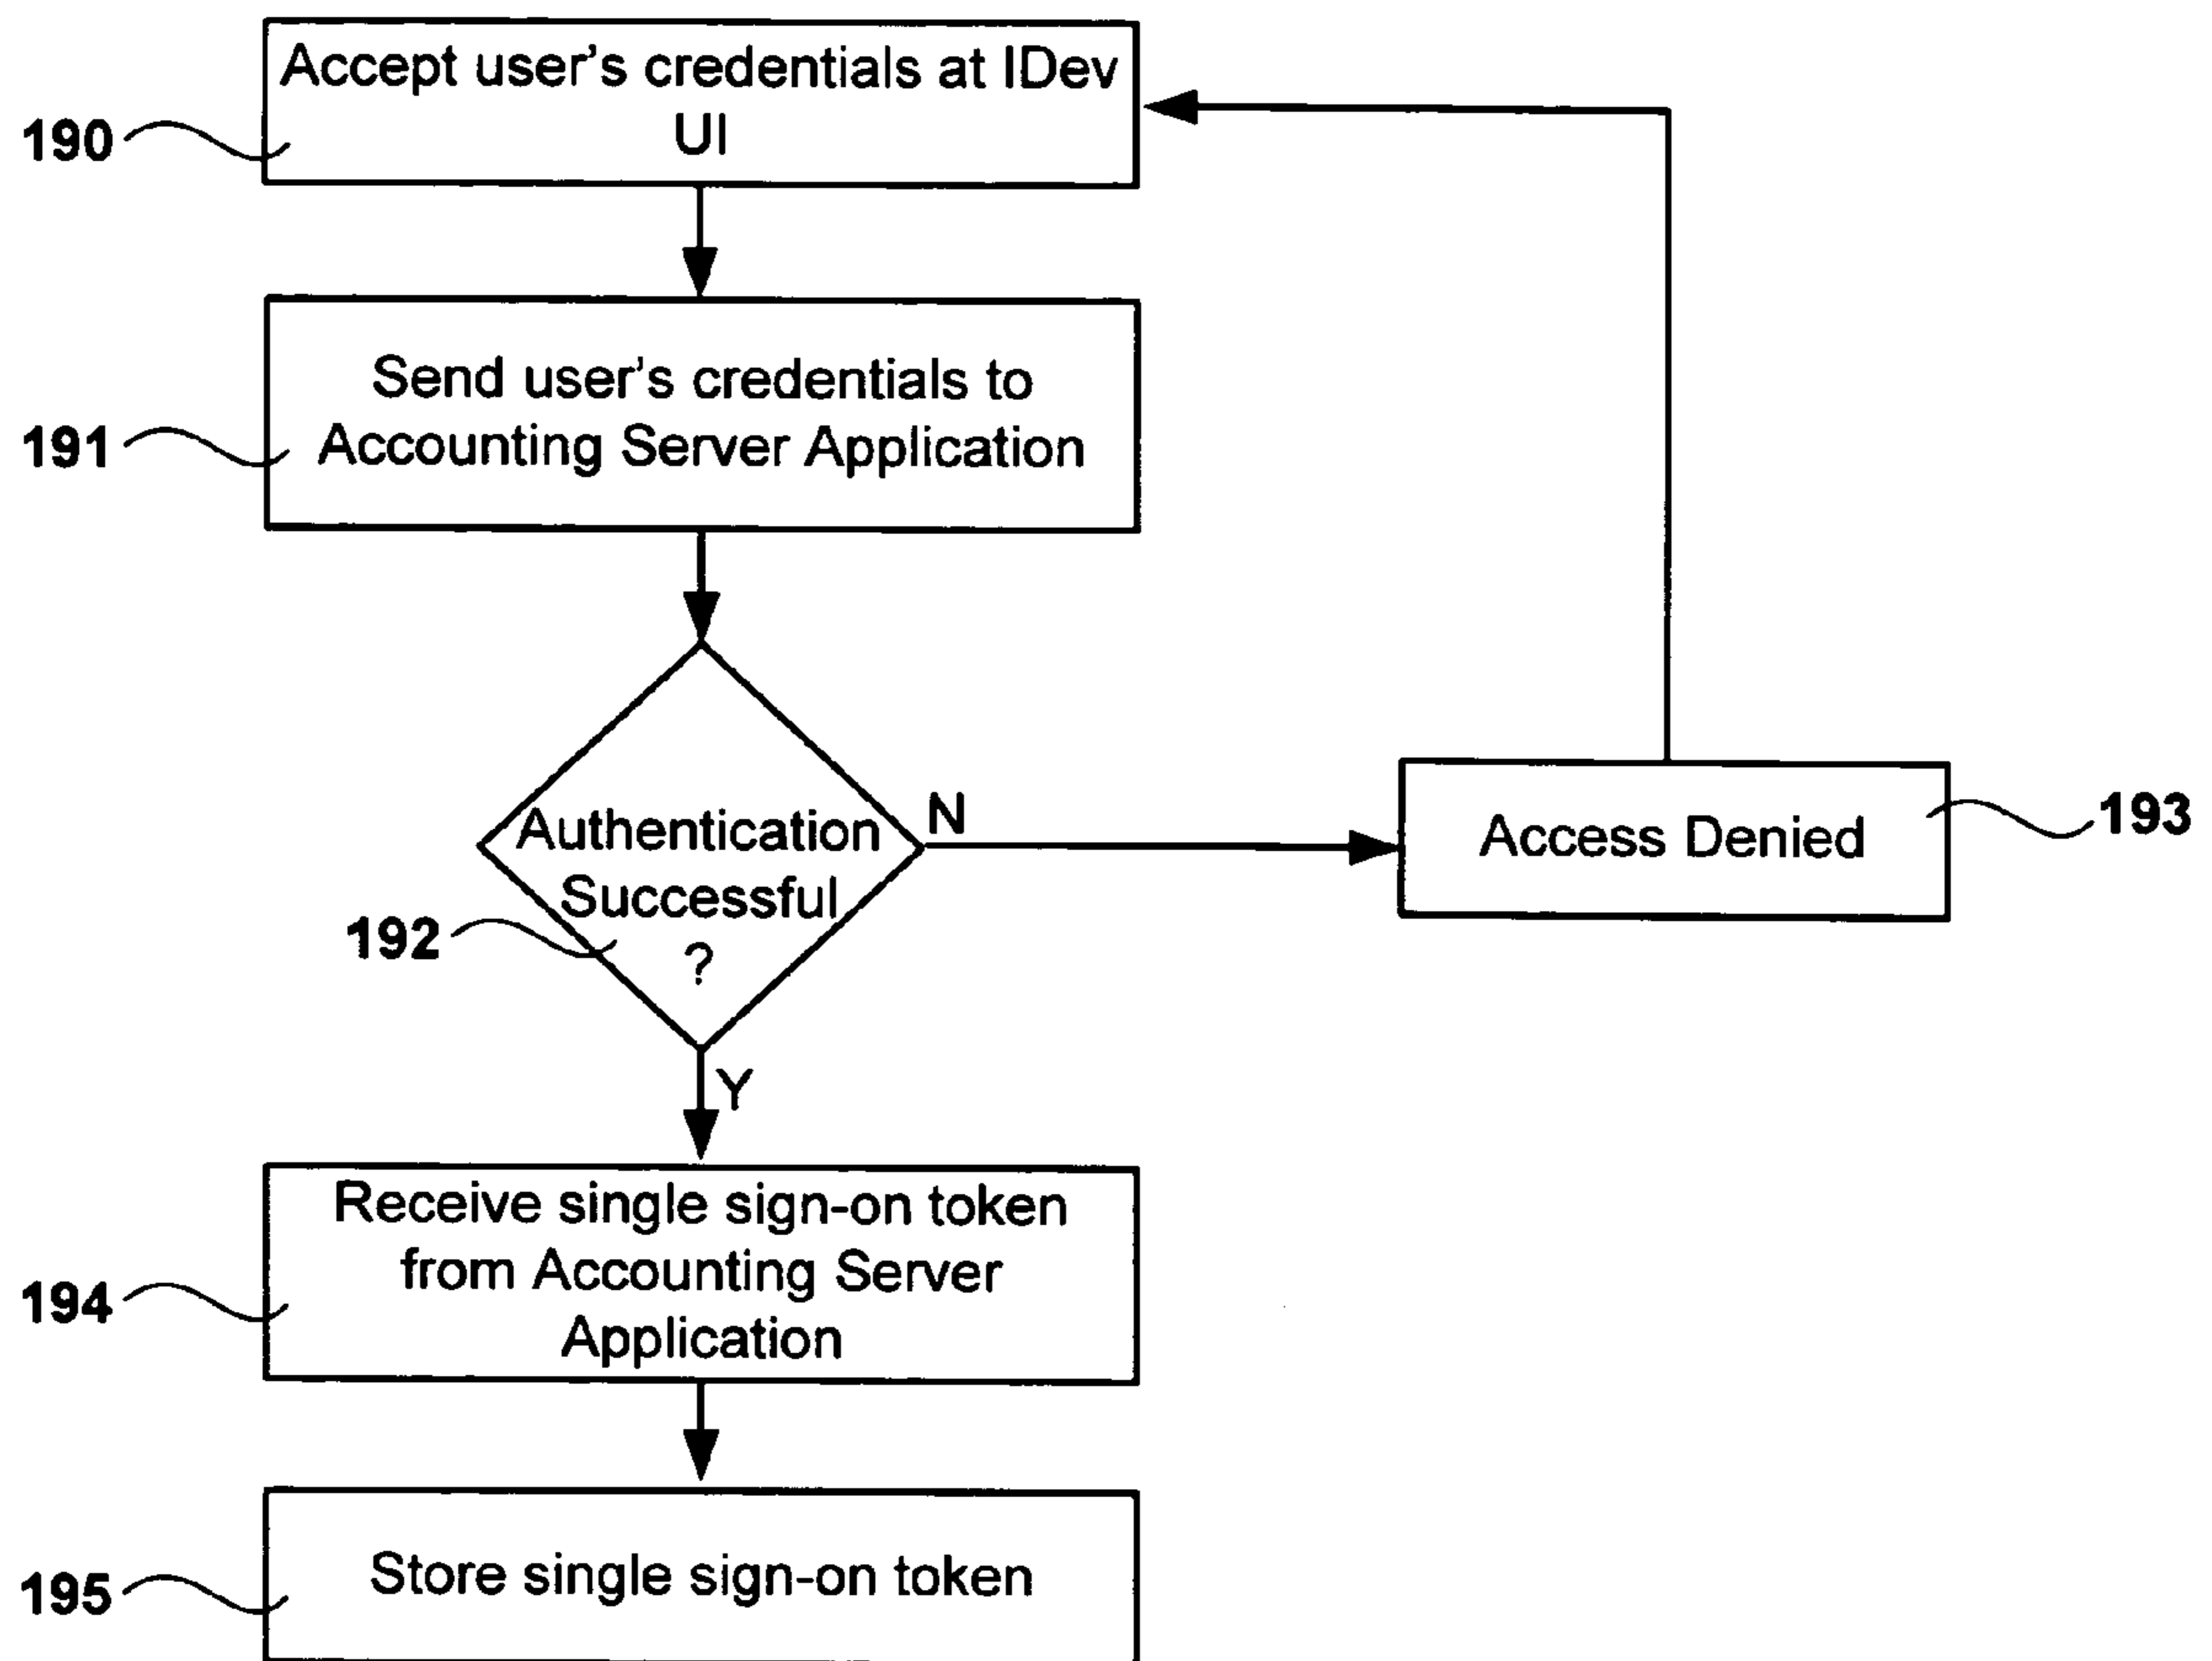 Accept user's credentials at IDev
UI
190
Send user's credentials to
Accounting Server Application
191
Authentication
Successful
?
192
N
Access Denied
193
Y
Receive single sign-on token
from Accounting Server
Application
194
Store single sign-on token
195